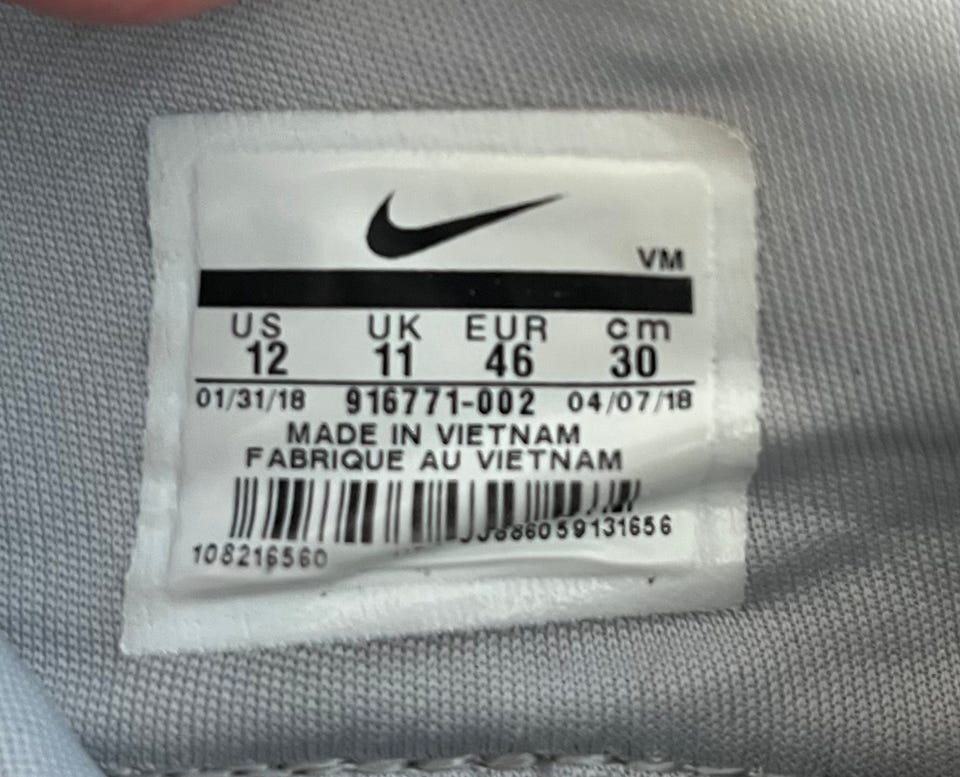 VM
US UK EUR cm
12 11 46 30
01/31/18 916771-002 04/07/18
MADE IN VIETNAM
FABRIQUE AU VIETNAM
886059131656
108216560